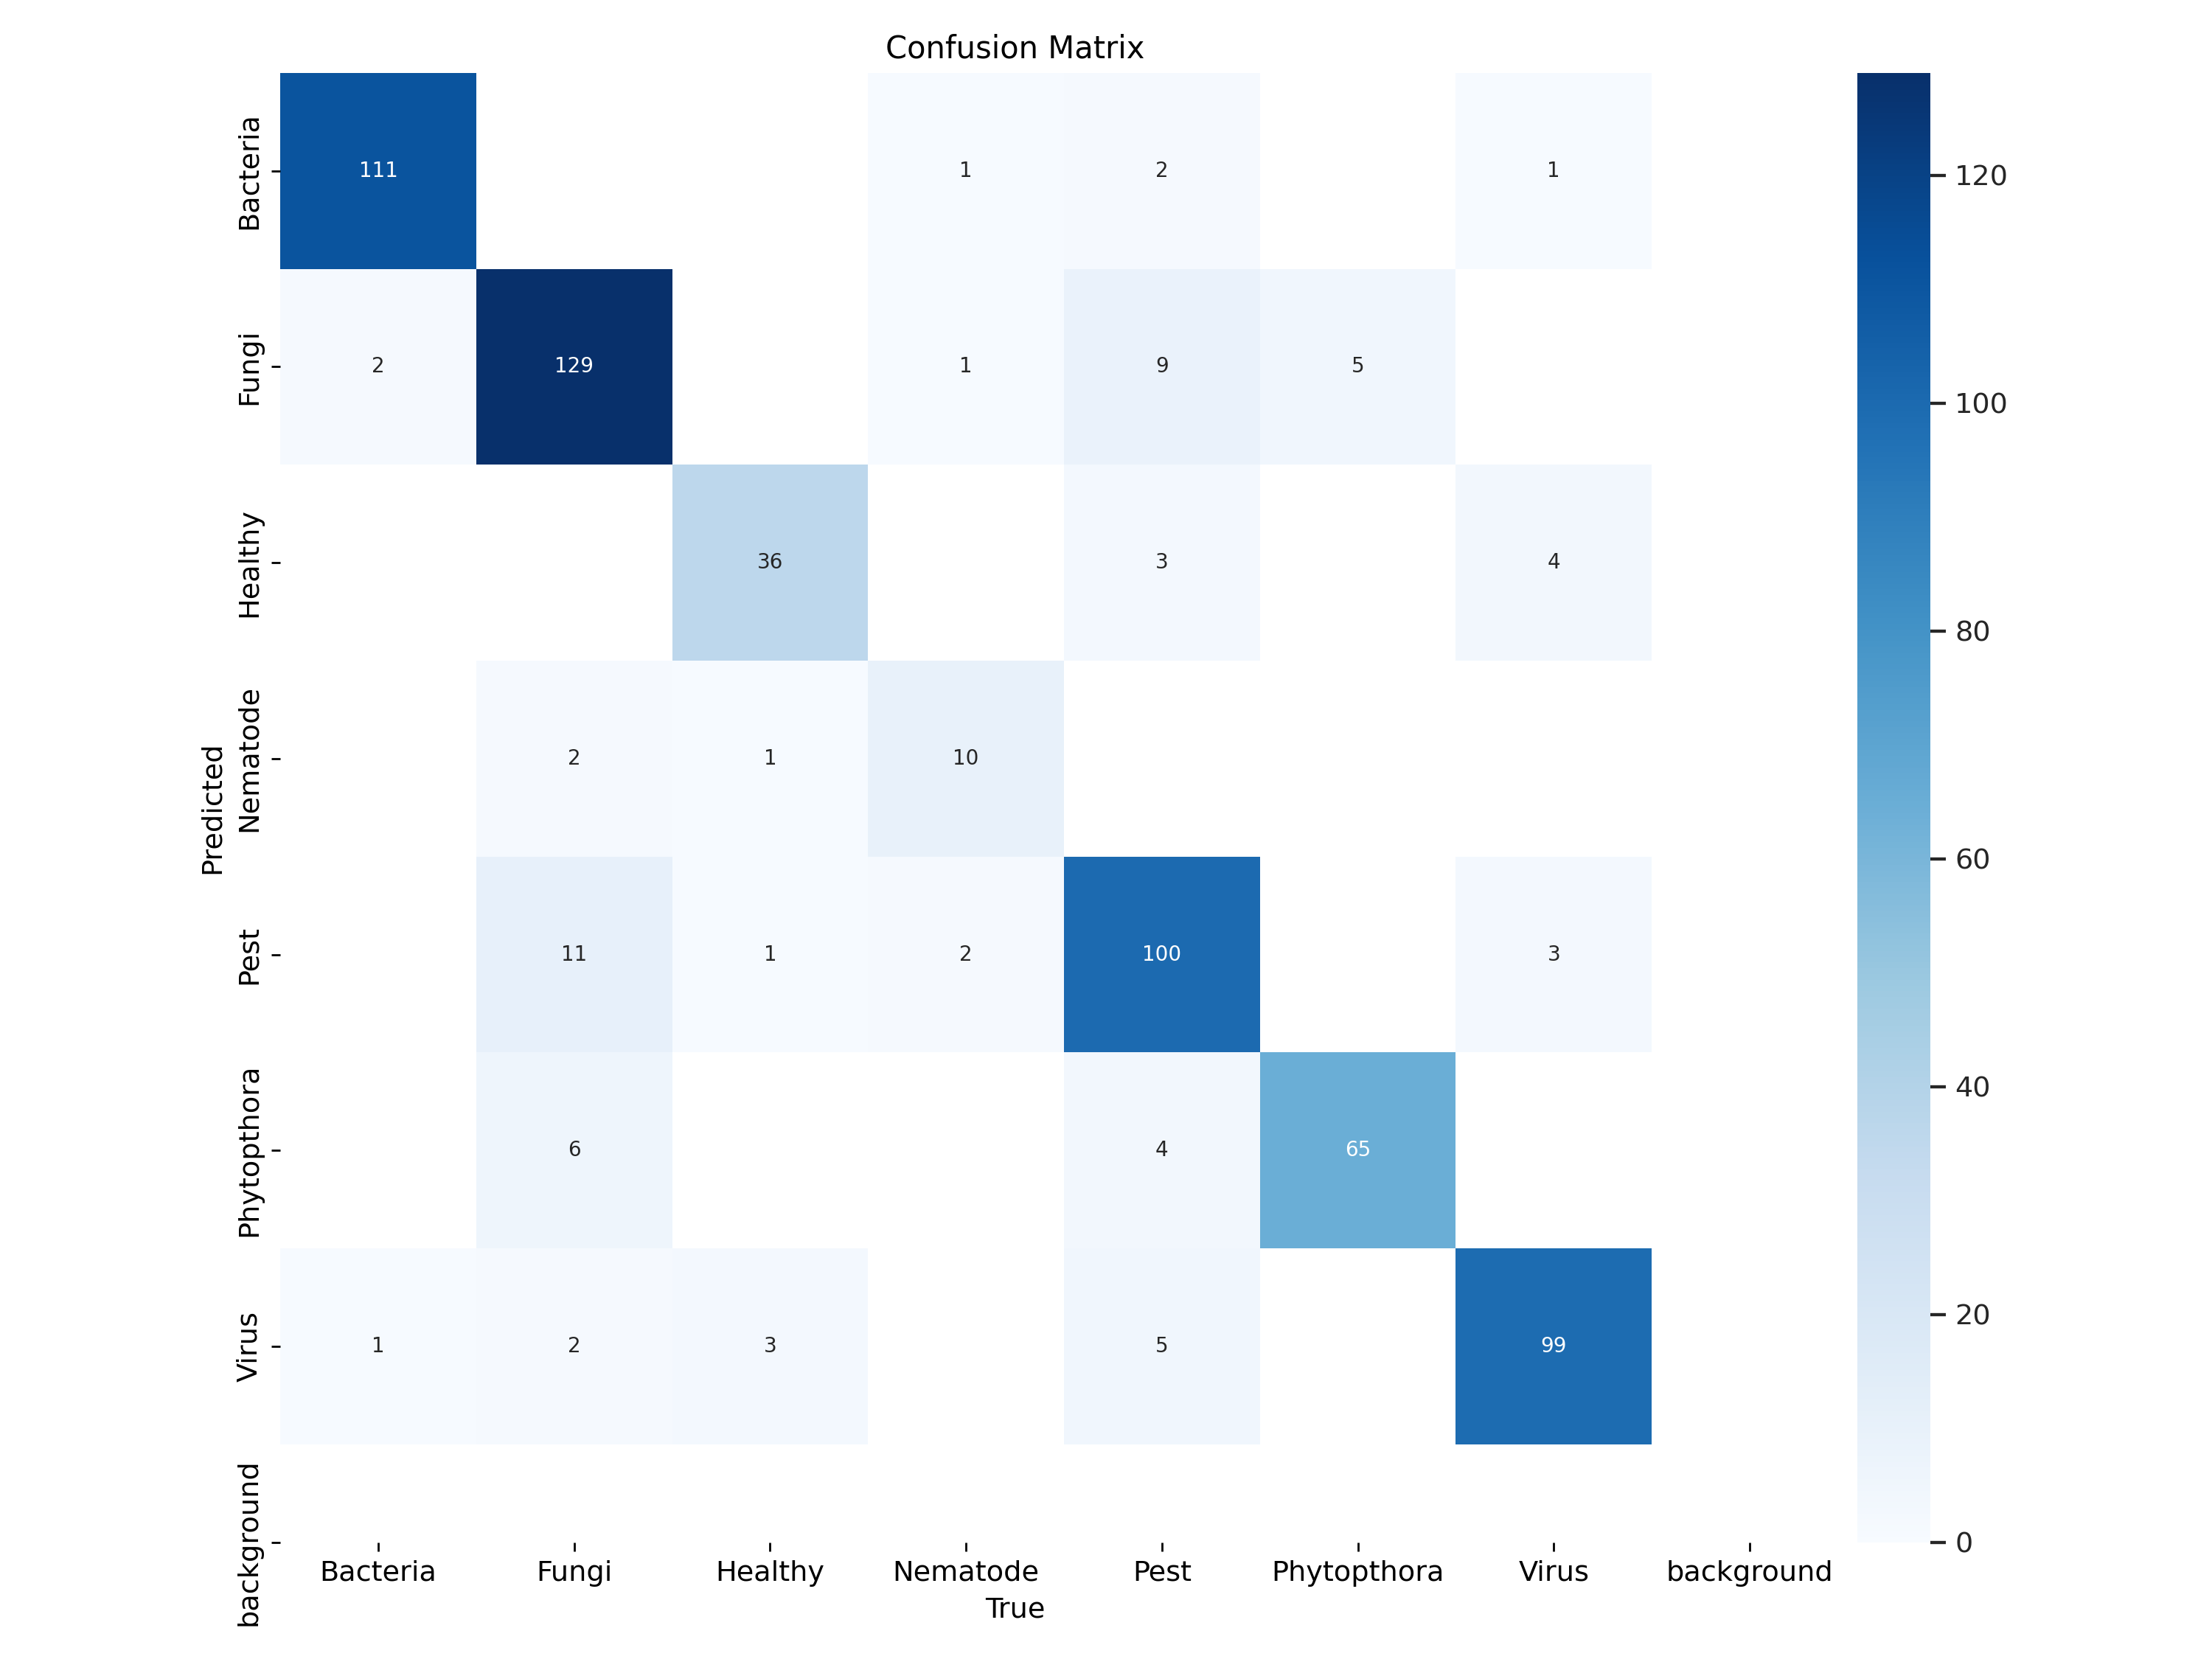 Confusion Matrix
Predicted
Bacteria 111 1 2 1
Fungi 2 129 1 9 5
Healthy 36 3 4
Nematode 2 1 10
Pest 11 1 2 100 3
Phytopthora 6 4 65
Virus 1 2 3 5 99
background
Bacteria Fungi Healthy Nematode Pest Phytopthora Virus background
True
120
100
80
60
40
20
0